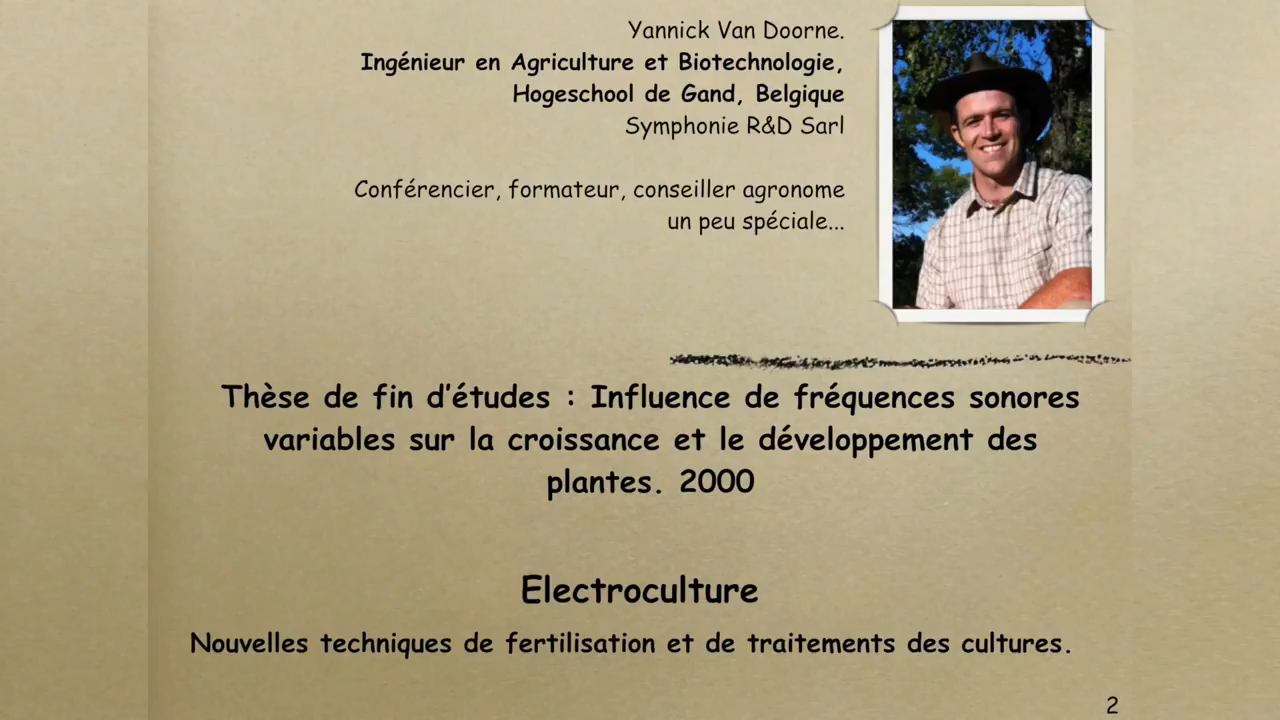 Yannick Van Doorne.
Ingénieur en Agriculture et Biotechnologie,
Hogeschool de Gand, Belgique
Symphonie R&D Sarl
Conférencier, formateur, conseiller agronome
un peu spéciale...
Thèse de fin d'études : Influence de fréquences sonores
variables sur la croissance et le développement des
plantes. 2000
Electroculture
Nouvelles techniques de fertilisation et de traitements des cultures.
2